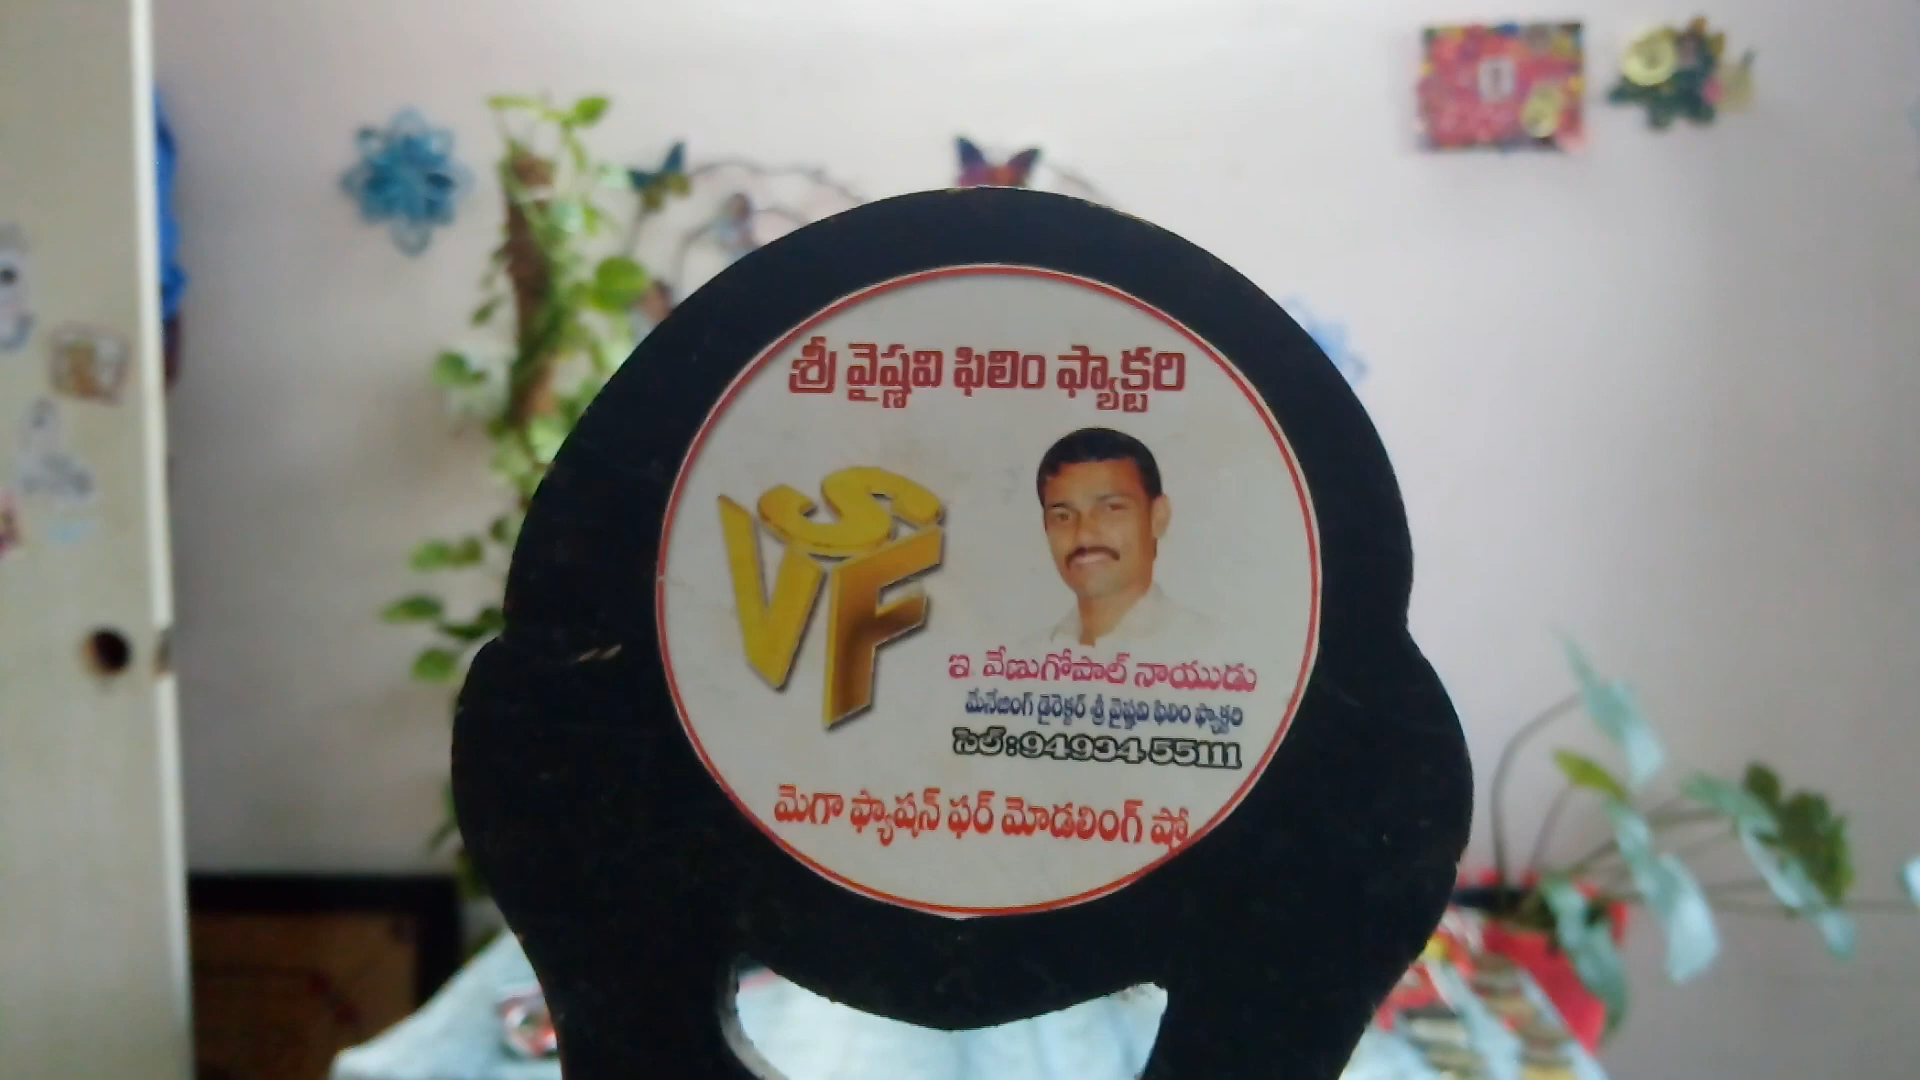 శ్రీ వైష్ణవి ఫిలిం ఫ్యాక్టరి
SVF
ఇ. వేణుగోపాల్ నాయుడు
మేనేజింగ్ డైరెక్టర్ శ్రీ వైష్ణవి ఫిలిం ఫ్యాక్టరి
సెల్ : 94934 55111
మెగా ఫ్యాషన్ ఫర్ మోడలింగ్ షో